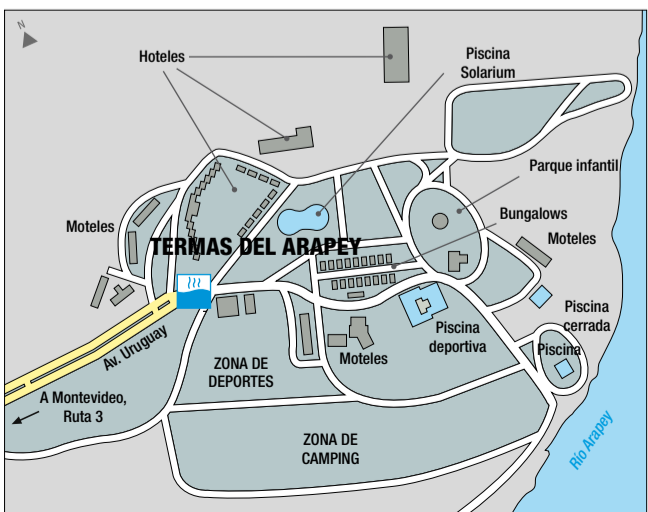 N
Hoteles
Piscina
Solarium
Parque infantil
Bungalows
Moteles
Moteles
TERMAS DEL ARAPEY
Piscina
cerrada
Av. Uruguay
Piscina
deportiva
Piscina
Moteles
ZONA DE
DEPORTES
A Montevideo,
Ruta 3
ZONA DE
CAMPING
Río Arapey